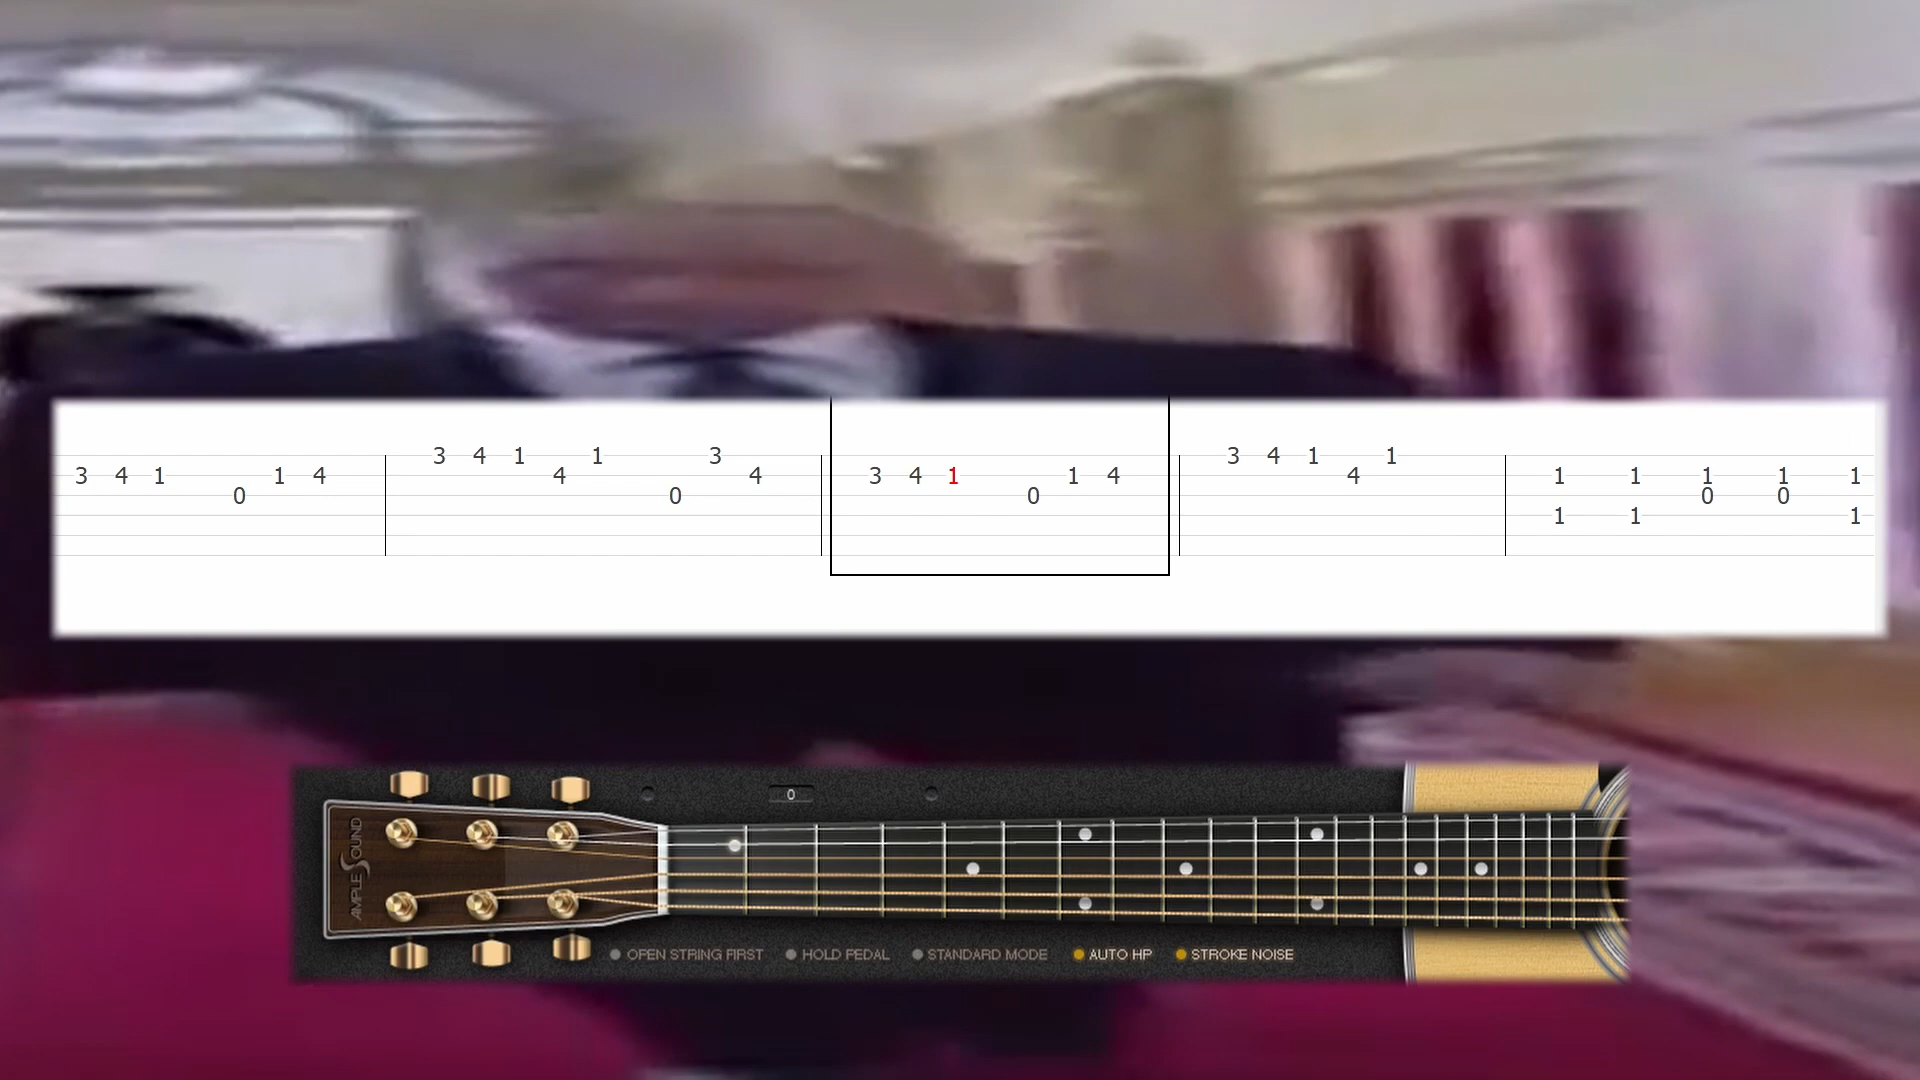 3 4 1 1 3 3 4 1 1
3 4 1 1 4 4 4 3 4 1 1 4 4 1 1 1 1 1
0 0 0 0 0
1 1 1
0
AMPLE SOUND
OPEN STRING FIRST HOLD PEDAL STANDARD MODE AUTO HP STROKE NOISE